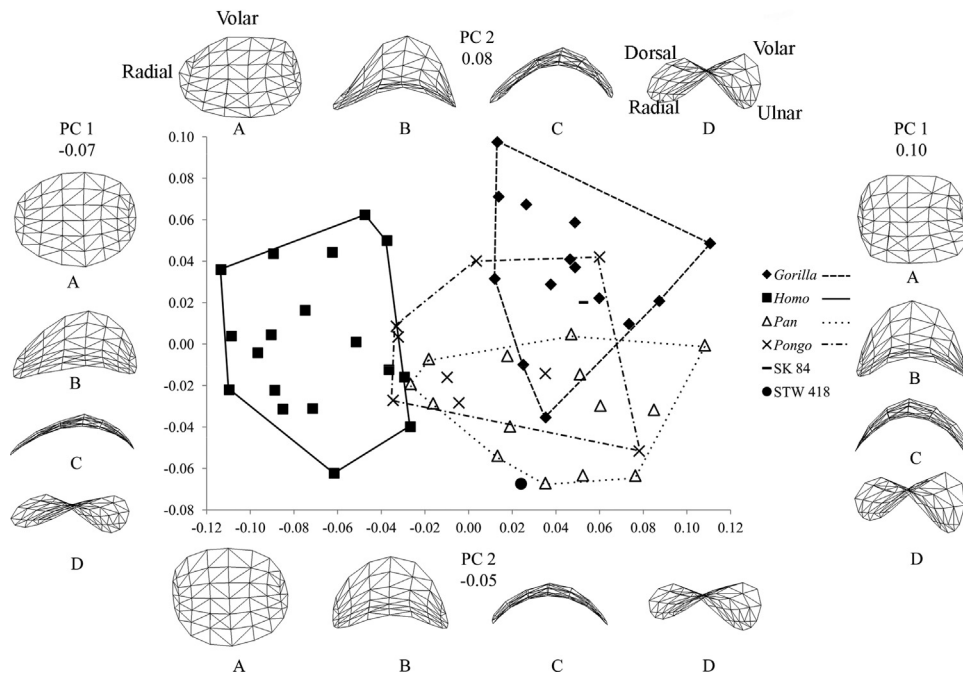 Volar
Radial
A
B
PC 2
0.08
C
Dorsal
Volar
Radial
Ulnar
D
PC 1
-0.07
A
B
C
D
0.10
0.08
0.06
0.04
0.02
0.00
-0.02
-0.04
-0.06
-0.08
-0.12 -0.10 -0.08 -0.06 -0.04 -0.02 0.00 0.02 0.04 0.06 0.08 0.10 0.12
Gorilla
Homo
Pan
Pongo
SK 84
STW 418
PC 1
0.10
A
B
C
D
PC 2
-0.05
A
B
C
D